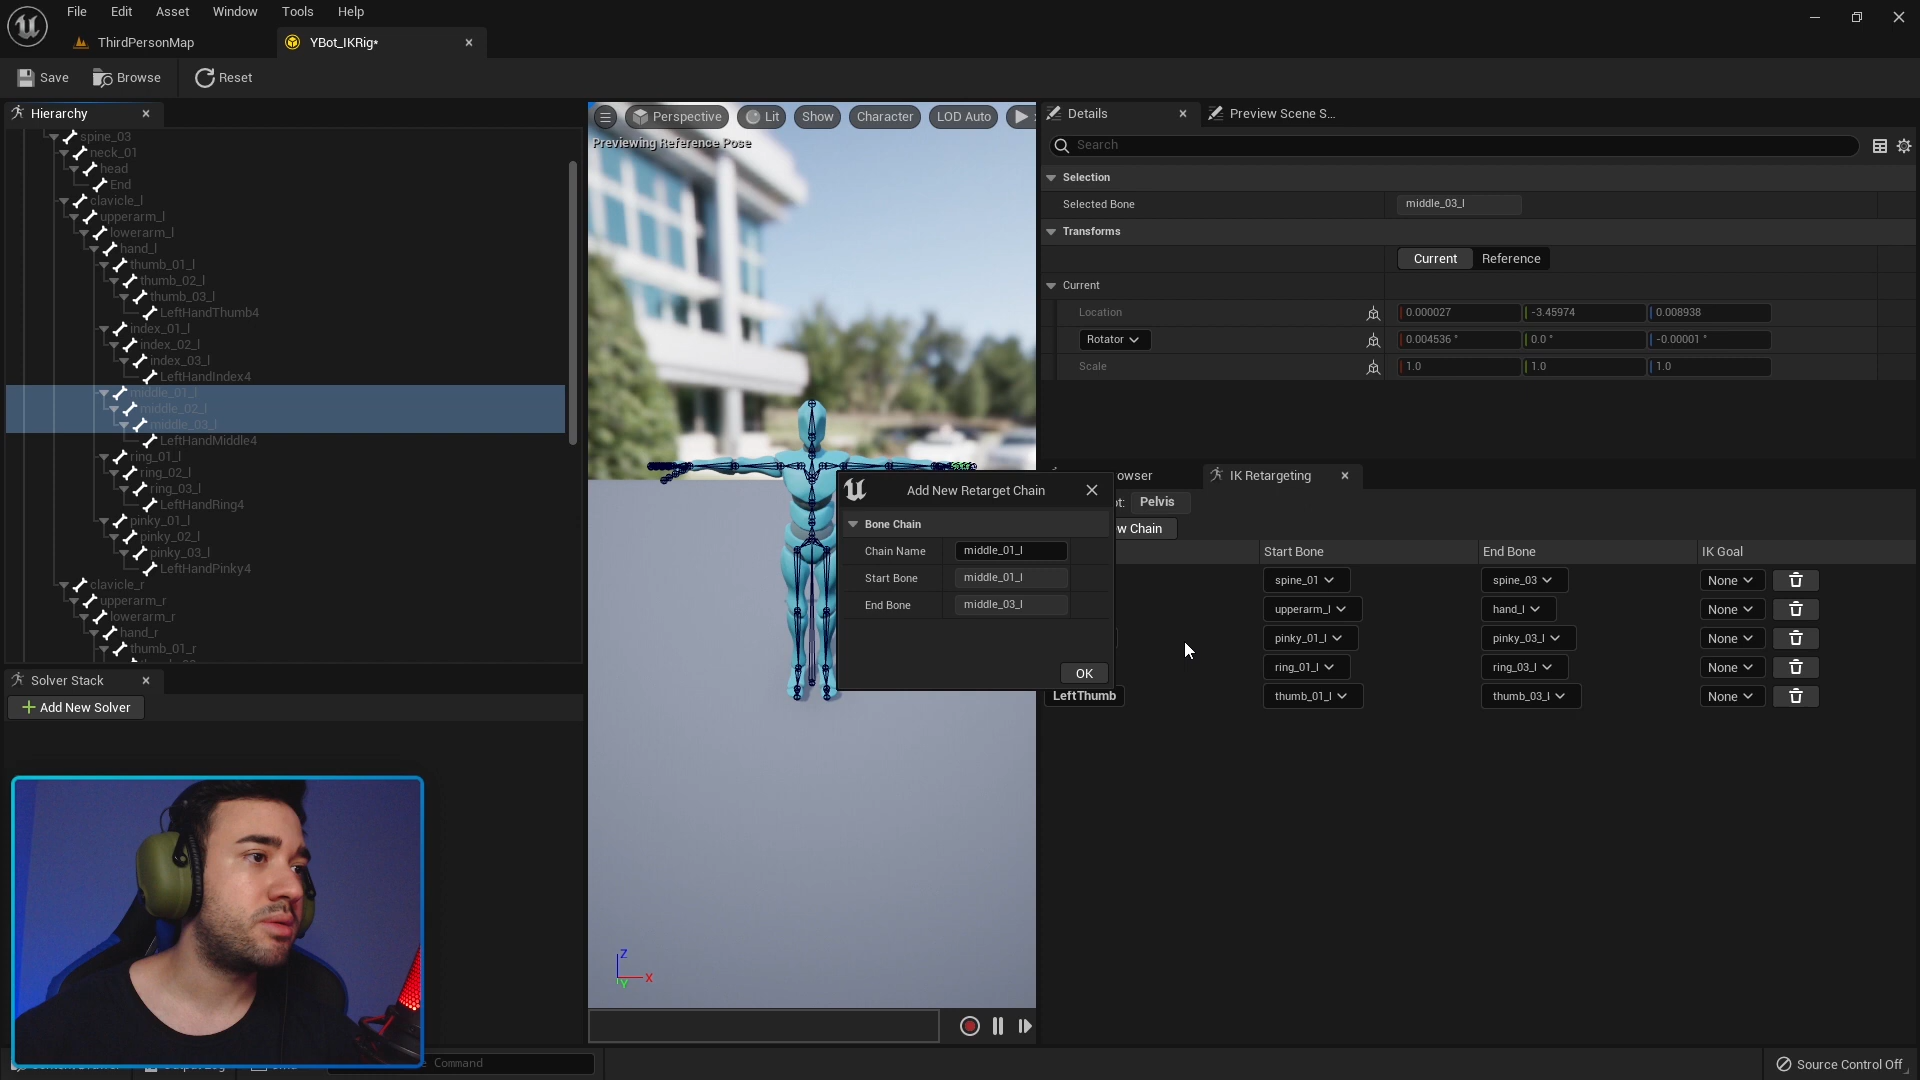 File Edit Asset Window Tools Help
ThirdPersonMap
YBot_IKRig*
Save
Browse
Reset
Hierarchy
spine_03
neck_01
head
End
clavicle_l
upperarm_l
lowerarm_l
hand_l
thumb_01_l
thumb_02_l
thumb_03_l
LeftHandThumb4
index_01_l
index_02_l
index_03_l
LeftHandIndex4
middle_01_l
middle_02_l
middle_03_l
LeftHandMiddle4
ring_01_l
ring_02_l
ring_03_l
LeftHandRing4
pinky_01_l
pinky_02_l
pinky_03_l
LeftHandPinky4
clavicle_r
upperarm_r
lowerarm_r
hand_r
thumb_01_r
Solver Stack
Add New Solver
Perspective
Lit
Show
Character
LOD Auto
Previewing Reference Pose
Z
X
Y
Details
Preview Scene S...
Search
Selection
Selected Bone
middle_03_l
Transforms
Current
Reference
Current
Location
0.000027
-3.45974
0.008938
Rotator
0.004536 °
0.0 °
-0.00001 °
Scale
1.0
1.0
1.0
owser
IK Retargeting
t:
Pelvis
w Chain
Start Bone
End Bone
IK Goal
spine_01
spine_03
None
upperarm_l
hand_l
None
pinky_01_l
pinky_03_l
None
ring_01_l
ring_03_l
None
LeftThumb
thumb_01_l
thumb_03_l
None
Add New Retarget Chain
Bone Chain
Chain Name
middle_01_l
Start Bone
middle_01_l
End Bone
middle_03_l
OK
Command
Source Control Off